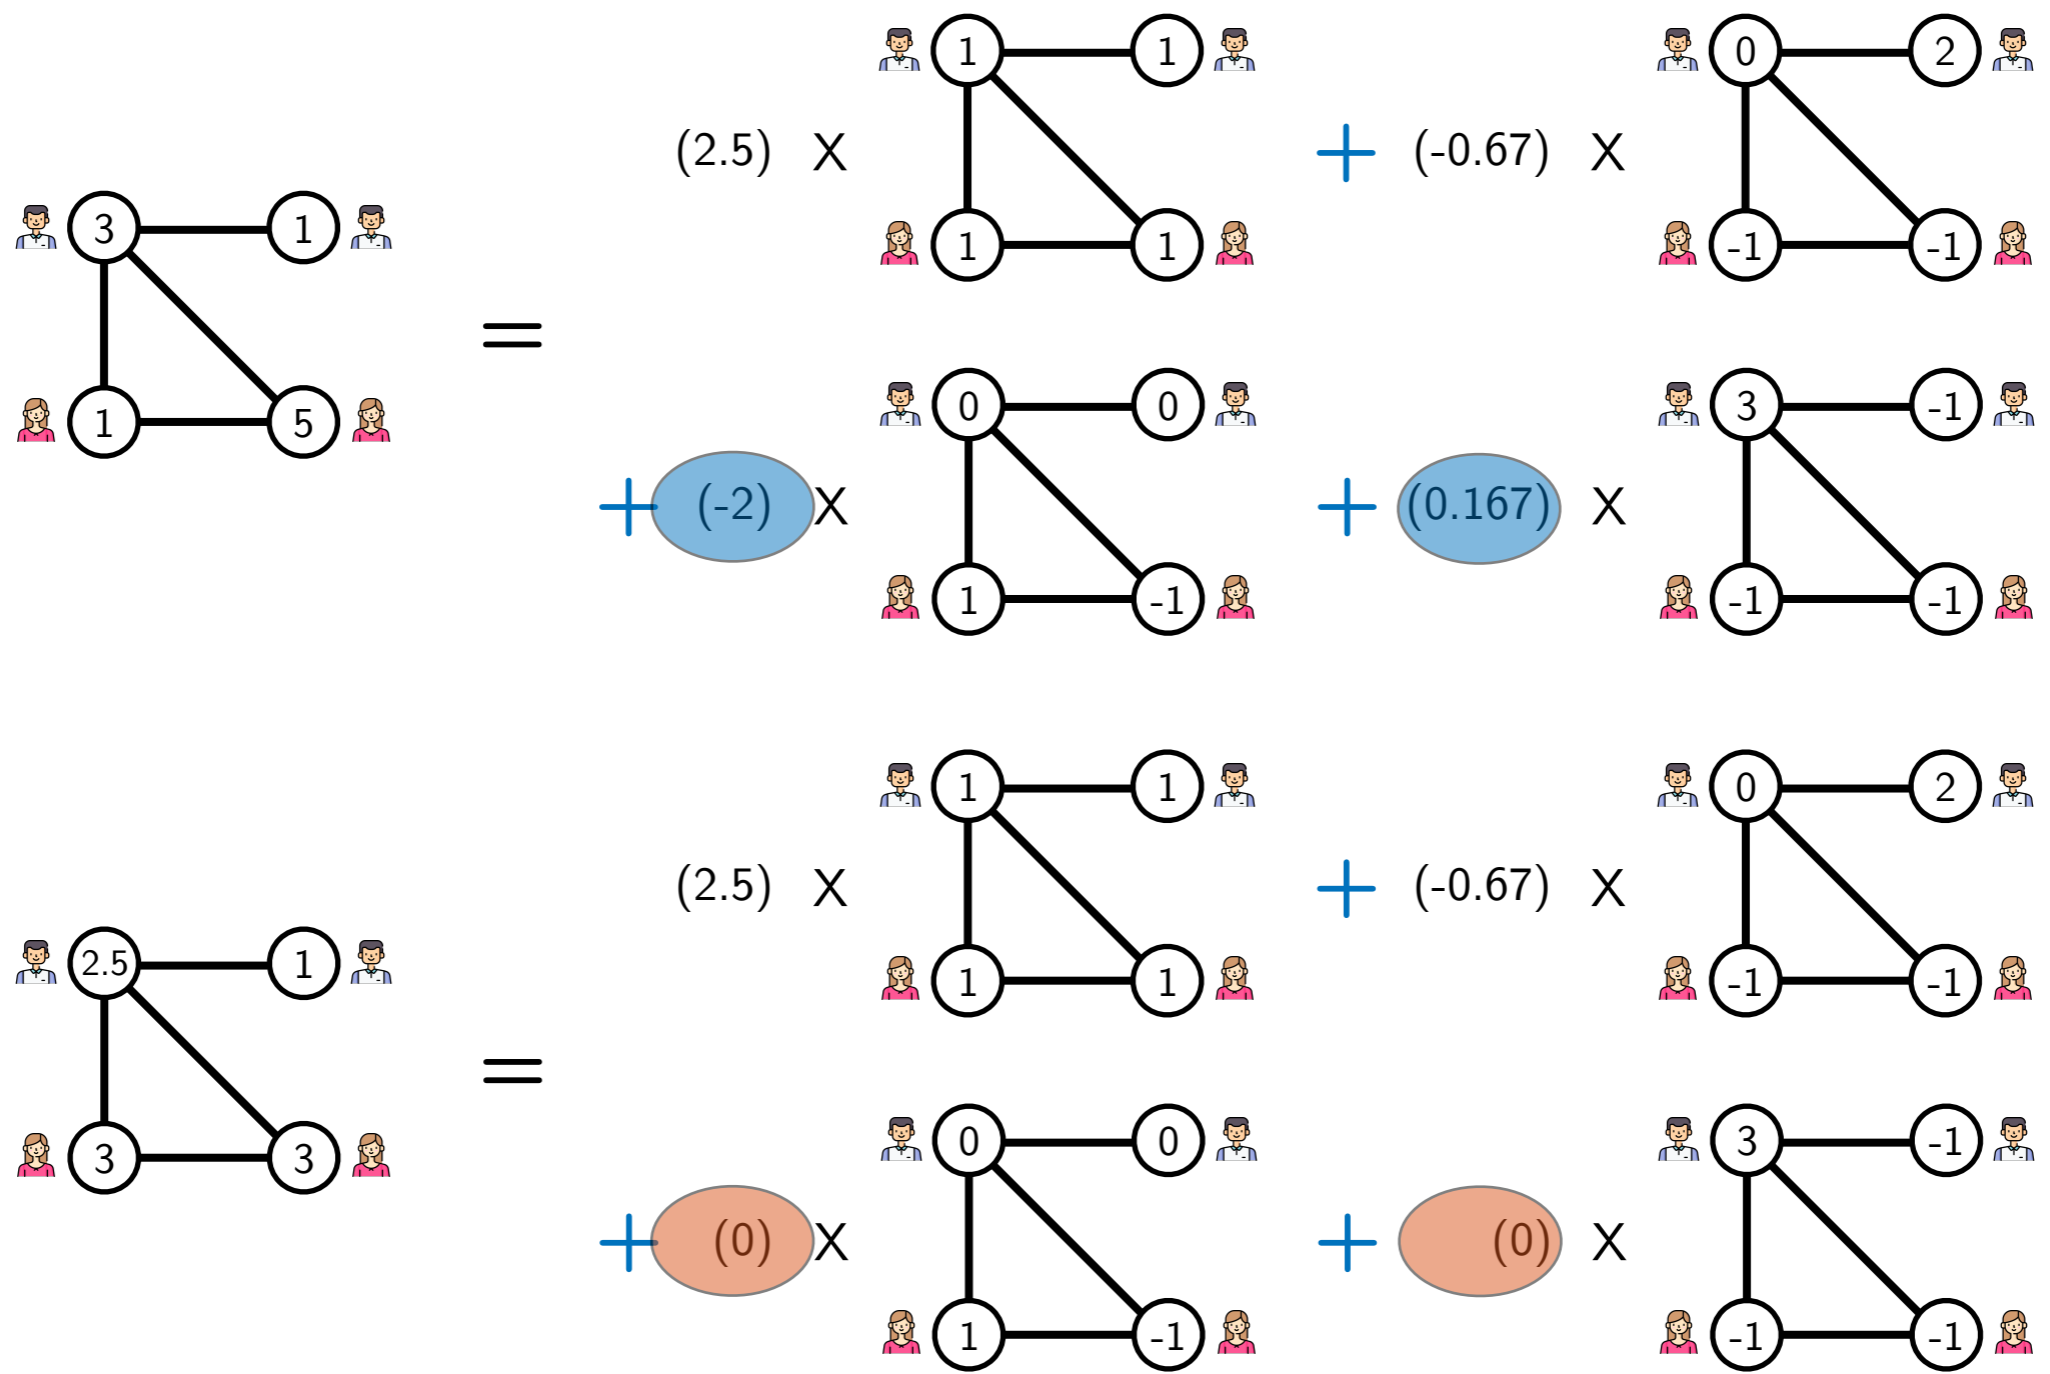 1 1 0 2
(2.5) X + (-0.67) X
3 1 1 1 -1 -1
=
1 5 0 0 3 -1
+ (-2) X + (0.167) X
1 -1 -1 -1
1 1 0 2
(2.5) X + (-0.67) X
2.5 1 1 1 -1 -1
=
3 3 0 0 3 -1
+ (0) X + (0) X
1 -1 -1 -1